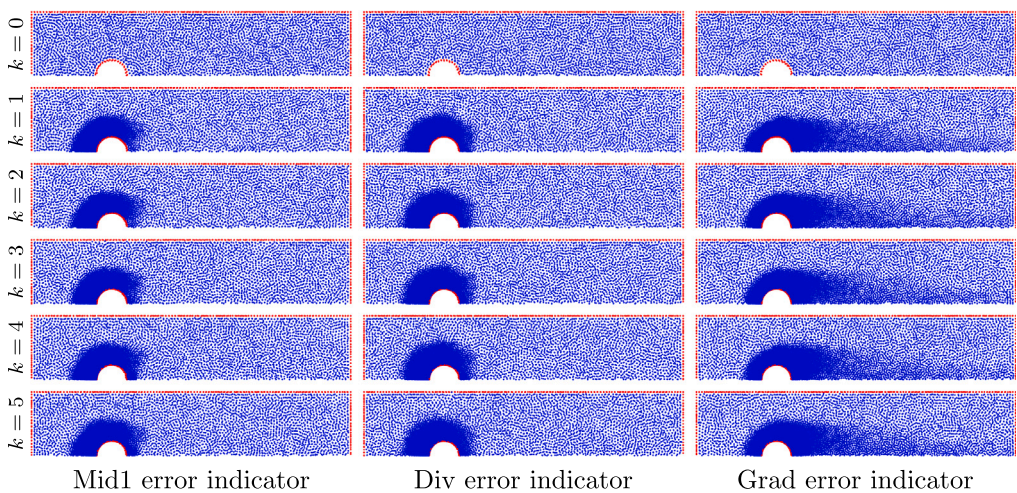 k = 0
k = 1
k = 2
k = 3
k = 4
k = 5
Mid1 error indicator
Div error indicator
Grad error indicator